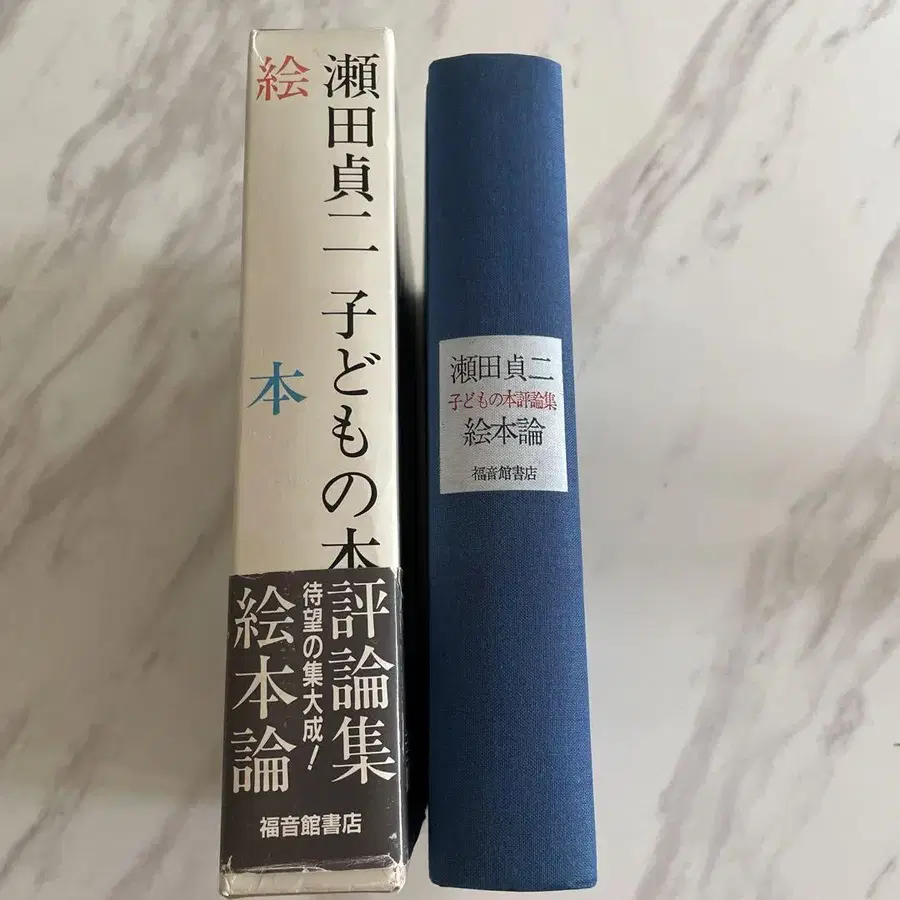 瀬田貞二 子どもの本
絵 本
評論集
待望の集大成!
絵本論
福音館書店
瀬田貞二
子どもの本評論集
絵本論
福音館書店